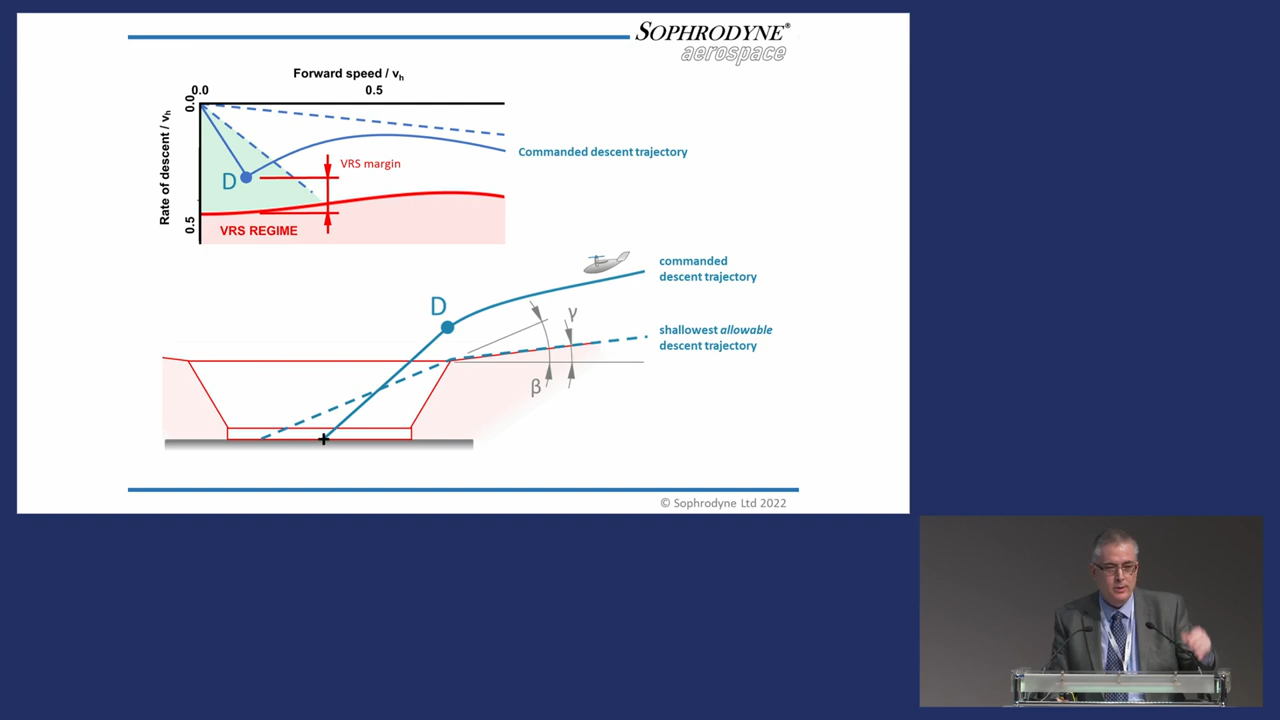 SOPHRODYNE®
aerospace
Forward speed / vh
0.0
0.5
0.0
Rate of descent / vh
0.5
VRS margin
Commanded descent trajectory
D
VRS REGIME
commanded
descent trajectory
D
γ
shallowest allowable
descent trajectory
β
© Sophrodyne Ltd 2022